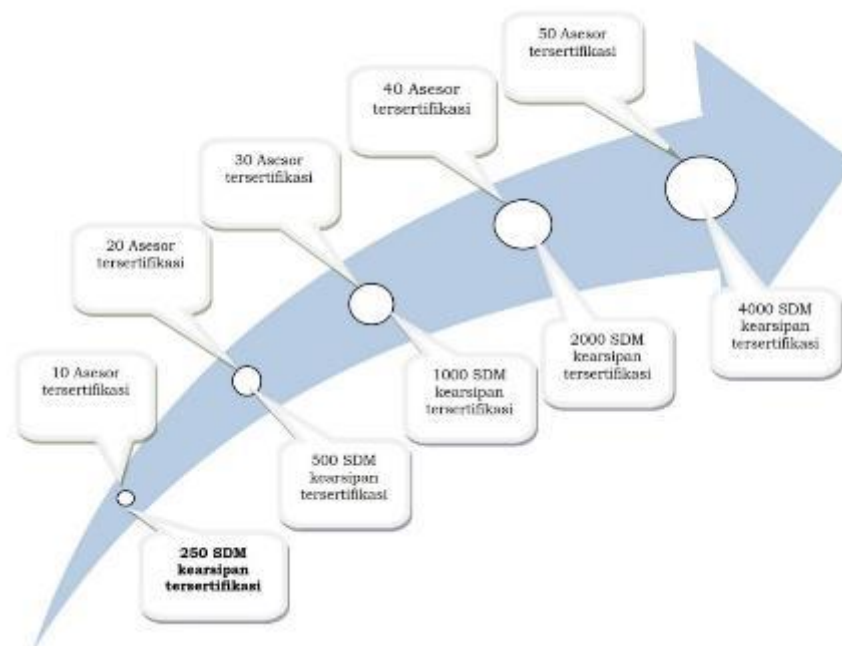 50 Asesor
tersertifikasi
40 Asesor
tersertifikasi
30 Asesor
tersertifikasi
20 Asesor
tersertifikasi
10 Asesor
tersertifikasi
4000 SDM
kearsipan
tersertifikasi
2000 SDM
kearsipan
tersertifikasi
1000 SDM
kearsipan
tersertifikasi
500 SDM
kearsipan
tersertifikasi
250 SDM
kearsipan
tersertifikasi